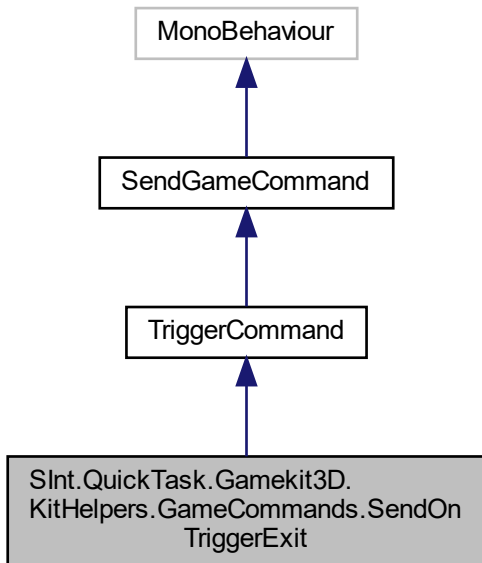 MonoBehaviour
SendGameCommand
TriggerCommand
SInt.QuickTask.Gamekit3D.
KitHelpers.GameCommands.SendOn
TriggerExit